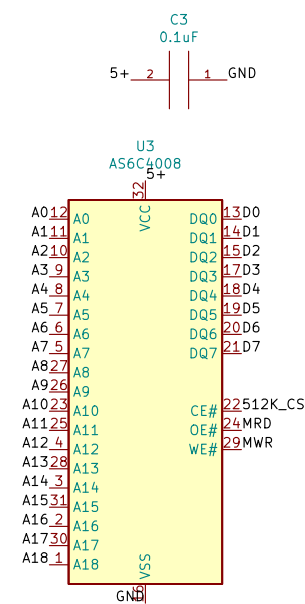 C3
0.1uF
5+ 2 1 GND
U3
AS6C4008
5+
32
VCC
A0 12 A0 DQ0 13 D0
A1 11 A1 DQ1 14 D1
A2 10 A2 DQ2 15 D2
A3 9 A3 DQ3 17 D3
A4 8 A4 DQ4 18 D4
A5 7 A5 DQ5 19 D5
A6 6 A6 DQ6 20 D6
A7 5 A7 DQ7 21 D7
A8 27 A8
A9 26 A9
A10 23 A10 CE# 22 512K_CS
A11 25 A11 OE# 24 MRD
A12 4 A12 WE# 29 MWR
A13 28 A13
A14 3 A14
A15 31 A15
A16 2 A16
A17 30 A17
A18 1 A18
VSS
GND 16